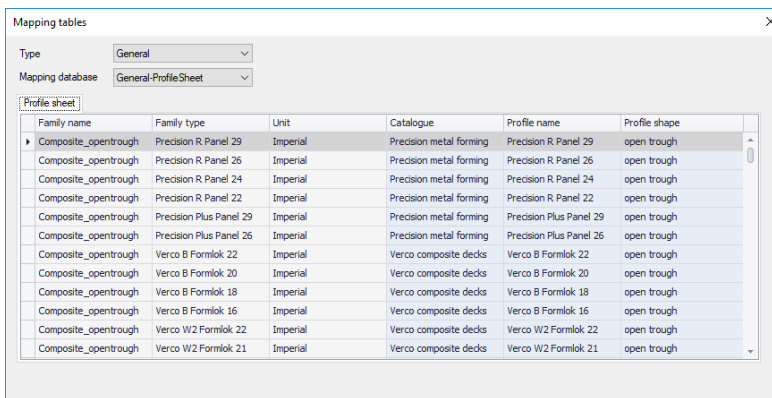 Mapping tables
Type General
Mapping database General-ProfileSheet
Profile sheet
Family name Family type Unit Catalogue Profile name Profile shape
Composite_opentrough Precision R Panel 29 Imperial Precision metal forming Precision R Panel 29 open trough
Composite_opentrough Precision R Panel 26 Imperial Precision metal forming Precision R Panel 26 open trough
Composite_opentrough Precision R Panel 24 Imperial Precision metal forming Precision R Panel 24 open trough
Composite_opentrough Precision R Panel 22 Imperial Precision metal forming Precision R Panel 22 open trough
Composite_opentrough Precision Plus Panel 29 Imperial Precision metal forming Precision Plus Panel 29 open trough
Composite_opentrough Precision Plus Panel 26 Imperial Precision metal forming Precision Plus Panel 26 open trough
Composite_opentrough Verco B Formlok 22 Imperial Verco composite decks Verco B Formlok 22 open trough
Composite_opentrough Verco B Formlok 20 Imperial Verco composite decks Verco B Formlok 20 open trough
Composite_opentrough Verco B Formlok 18 Imperial Verco composite decks Verco B Formlok 18 open trough
Composite_opentrough Verco B Formlok 16 Imperial Verco composite decks Verco B Formlok 16 open trough
Composite_opentrough Verco W2 Formlok 22 Imperial Verco composite decks Verco W2 Formlok 22 open trough
Composite_opentrough Verco W2 Formlok 21 Imperial Verco composite decks Verco W2 Formlok 21 open trough